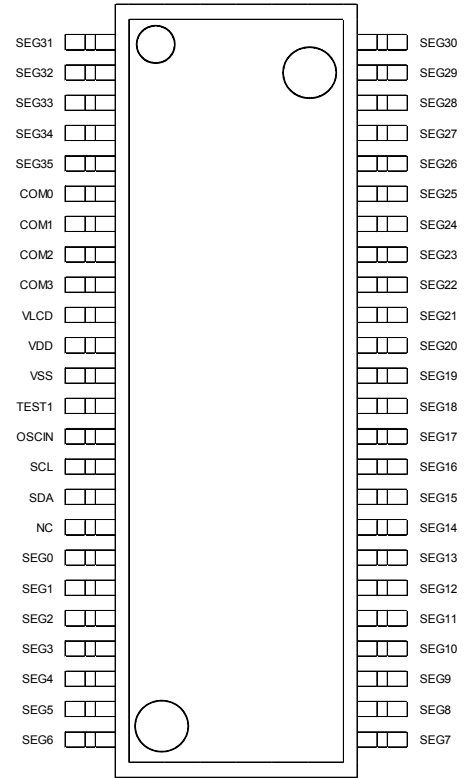 SEG31
SEG32
SEG33
SEG34
SEG35
COM0
COM1
COM2
COM3
VLCD
VDD
VSS
TEST1
OSCIN
SCL
SDA
NC
SEG0
SEG1
SEG2
SEG3
SEG4
SEG5
SEG6
SEG30
SEG29
SEG28
SEG27
SEG26
SEG25
SEG24
SEG23
SEG22
SEG21
SEG20
SEG19
SEG18
SEG17
SEG16
SEG15
SEG14
SEG13
SEG12
SEG11
SEG10
SEG9
SEG8
SEG7